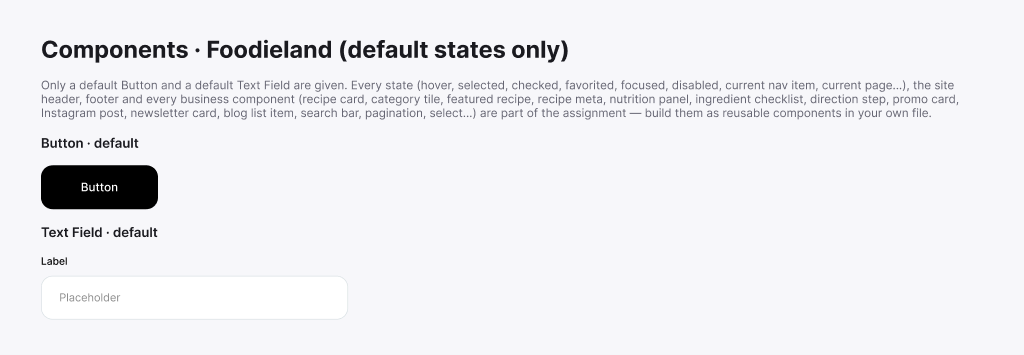 Components · Foodieland (default states only)
Only a default Button and a default Text Field are given. Every state (hover, selected, checked, favorited, focused, disabled, current nav item, current page...), the site
header, footer and every business component (recipe card, category tile, featured recipe, recipe meta, nutrition panel, ingredient checklist, direction step, promo card,
Instagram post, newsletter card, blog list item, search bar, pagination, select...) are part of the assignment — build them as reusable components in your own file.
Button · default
Button
Text Field · default
Label
Placeholder